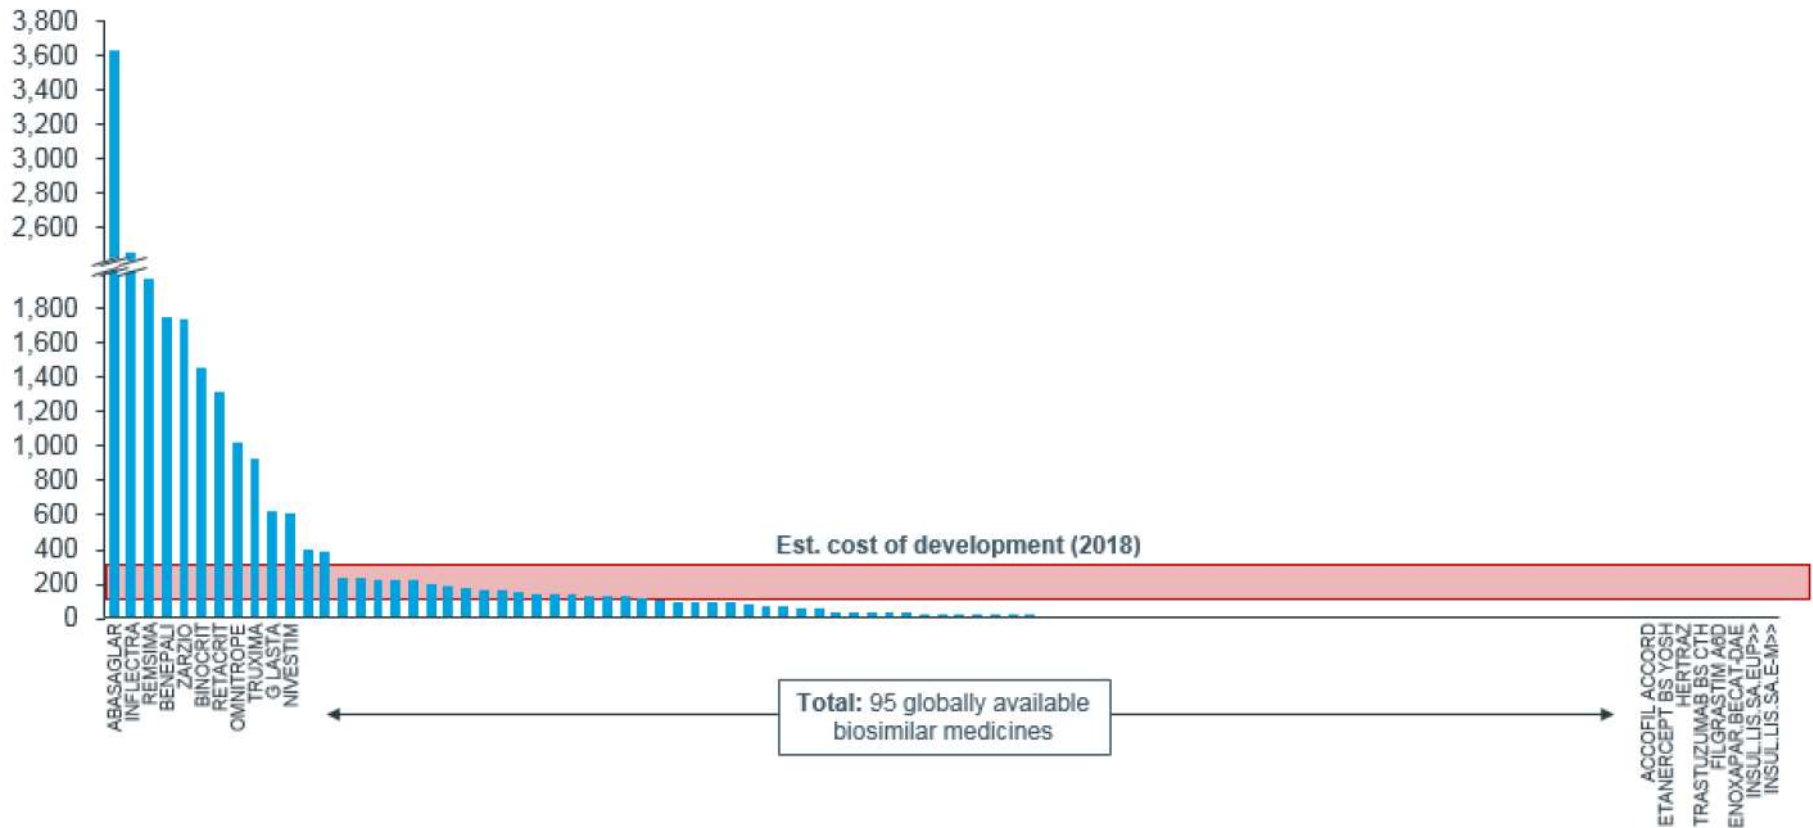 3,800
3,600
3,400
3,200
3,000
2,800
2,600
1,800
1,600
1,400
1,200
1,000
800
600
400
200
0
Est. cost of development (2018)
ABASAGLAR
INFLECTRA
REMSIMA
BENEPALI
ZARZIO
BINOCRIT
RETACRIT
OMNITROPE
TRUXIMA
G LASTA
NIVESTIM
Total: 95 globally available
biosimilar medicines
ACCOFIL ACCORD
ETANERCEPT BS YOSH
HERTRAZ
TRASTUZUMAB BS CTH
FILGRASTIM A6D
ENOXAPAR.BECAT-DAE
INSUL.LIS.SA.EUP>>
INSUL.LIS.SA.E-M>>